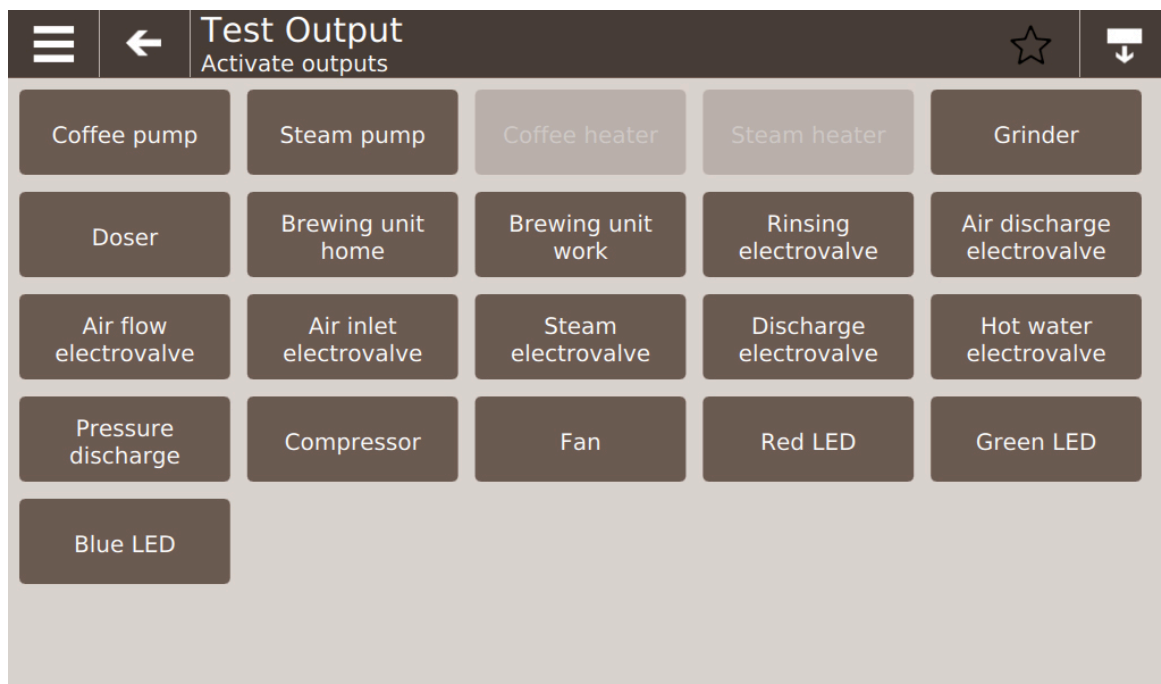 Test Output
Activate outputs
Coffee pump
Steam pump
Coffee heater
Steam heater
Grinder
Doser
Brewing unit
home
Brewing unit
work
Rinsing
electrovalve
Air discharge
electrovalve
Air flow
electrovalve
Air inlet
electrovalve
Steam
electrovalve
Discharge
electrovalve
Hot water
electrovalve
Pressure
discharge
Compressor
Fan
Red LED
Green LED
Blue LED